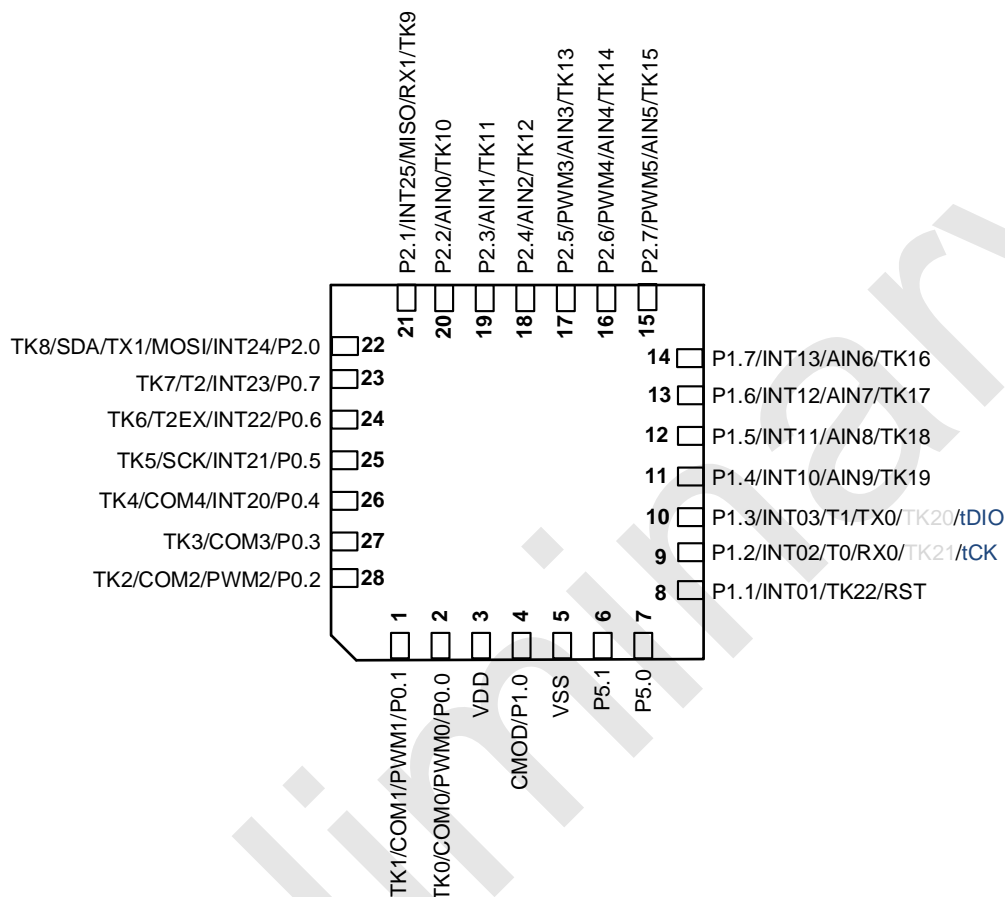 P2.1/INT25/MISO/RX1/TK9
P2.2/AIN0/TK10
P2.3/AIN1/TK11
P2.4/AIN2/TK12
P2.5/PWM3/AIN3/TK13
P2.6/PWM4/AIN4/TK14
P2.7/PWM5/AIN5/TK15
21
20
19
18
17
16
15
TK8/SDA/TX1/MOSI/INT24/P2.0 22
TK7/T2/INT23/P0.7 23
TK6/T2EX/INT22/P0.6 24
TK5/SCK/INT21/P0.5 25
TK4/COM4/INT20/P0.4 26
TK3/COM3/P0.3 27
TK2/COM2/PWM2/P0.2 28
14 P1.7/INT13/AIN6/TK16
13 P1.6/INT12/AIN7/TK17
12 P1.5/INT11/AIN8/TK18
11 P1.4/INT10/AIN9/TK19
10 P1.3/INT03/T1/TX0/TK20/tDIO
9 P1.2/INT02/T0/RX0/TK21/tCK
8 P1.1/INT01/TK22/RST
1
2
3
4
5
6
7
TK1/COM1/PWM1/P0.1
TK0/COM0/PWM0/P0.0
VDD
CMOD/P1.0
VSS
P5.1
P5.0